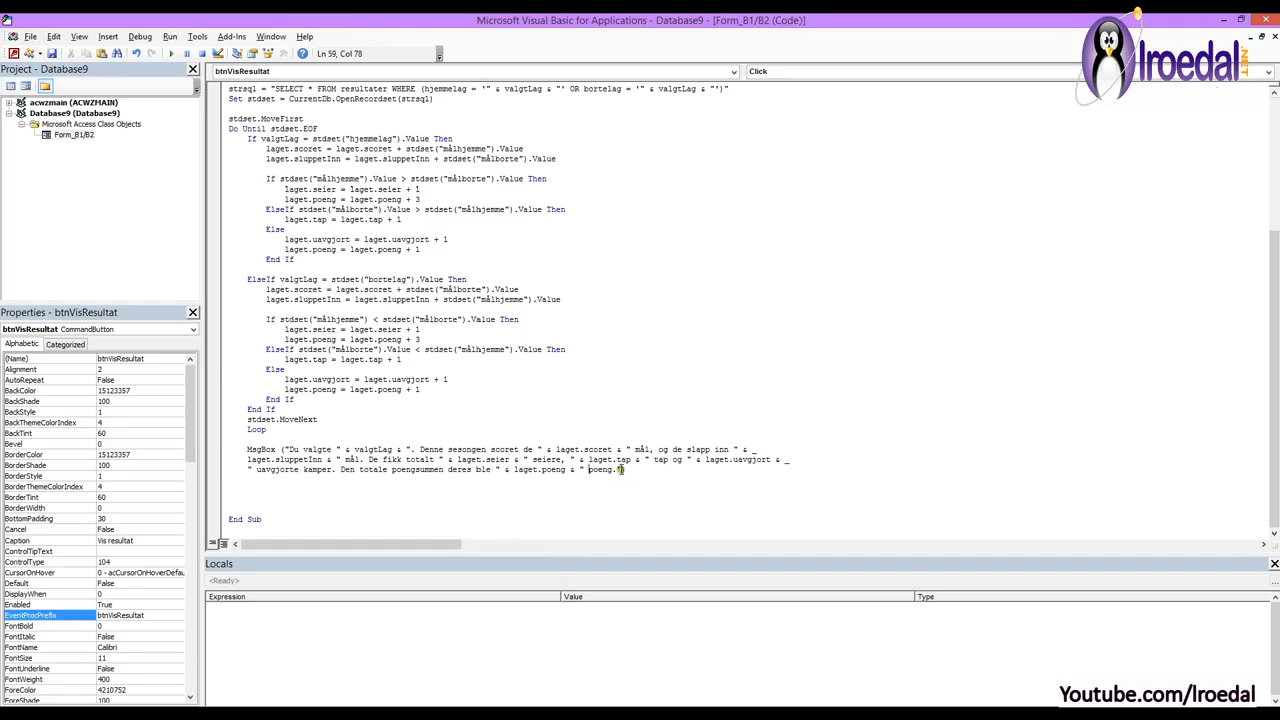 Microsoft Visual Basic for Applications - Database9 - [Form_B1/B2 (Code)]
File Edit View Insert Debug Run Tools Add-Ins Window Help
Ln 59, Col 78
lroedal
.NET
Project - Database9
acwzmain (ACWZMAIN)
Database9 (Database9)
Microsoft Access Class Objects
Form_B1/B2
btnVisResultat Click
strsql = "SELECT * FROM resultater WHERE (hjemmelag = '" & valgtLag & "' OR bortelag = '" & valgtLag & "')"
Set stdset = CurrentDb.OpenRecordset(strsql)
stdset.MoveFirst
Do Until stdset.EOF
If valgtLag = stdset("hjemmelag").Value Then
laget.scoret = laget.scoret + stdset("målhjemme").Value
laget.sluppetInn = laget.sluppetInn + stdset("målborte").Value
If stdset("målhjemme").Value > stdset("målborte").Value Then
laget.seier = laget.seier + 1
laget.poeng = laget.poeng + 3
ElseIf stdset("målborte").Value > stdset("målhjemme").Value Then
laget.tap = laget.tap + 1
Else
laget.uavgjort = laget.uavgjort + 1
laget.poeng = laget.poeng + 1
End If
ElseIf valgtLag = stdset("bortelag").Value Then
laget.scoret = laget.scoret + stdset("målborte").Value
laget.sluppetInn = laget.sluppetInn + stdset("målhjemme").Value
If stdset("målhjemme") < stdset("målborte").Value Then
laget.seier = laget.seier + 1
laget.poeng = laget.poeng + 3
ElseIf stdset("målborte").Value < stdset("målhjemme").Value Then
laget.tap = laget.tap + 1
Else
laget.uavgjort = laget.uavgjort + 1
laget.poeng = laget.poeng + 1
End If
End If
stdset.MoveNext
Loop
MsgBox ("Du valgte " & valgtLag & ". Denne sesongen scoret de " & laget.scoret & " mål, og de slapp inn " & _
laget.sluppetInn & " mål. De fikk totalt " & laget.seier & " seiere, " & laget.tap & " tap og " & laget.uavgjort & _
" uavgjorte kamper. Den totale poengsummen deres ble " & laget.poeng & " poeng."
End Sub
Properties - btnVisResultat
btnVisResultat CommandButton
Alphabetic Categorized
(Name) btnVisResultat
Alignment 2
AutoRepeat False
BackColor 15123357
BackShade 100
BackStyle 1
BackThemeColorIndex 4
BackTint 60
Bevel 0
BorderColor 15123357
BorderShade 100
BorderStyle 1
BorderThemeColorIndex 4
BorderTint 60
BorderWidth 0
BottomPadding 30
Cancel False
Caption Vis resultat
ControlTipText
ControlType 104
CursorOnHover 0 - acCursorOnHoverDefau
Default False
DisplayWhen 0
Enabled True
EventProcPrefix btnVisResultat
FontBold 0
FontItalic False
FontName Calibri
FontSize 11
FontUnderline False
FontWeight 400
ForeColor 4210752
ForeShade 100
Locals
<Ready>
Expression Value Type
Youtube.com/lroedal